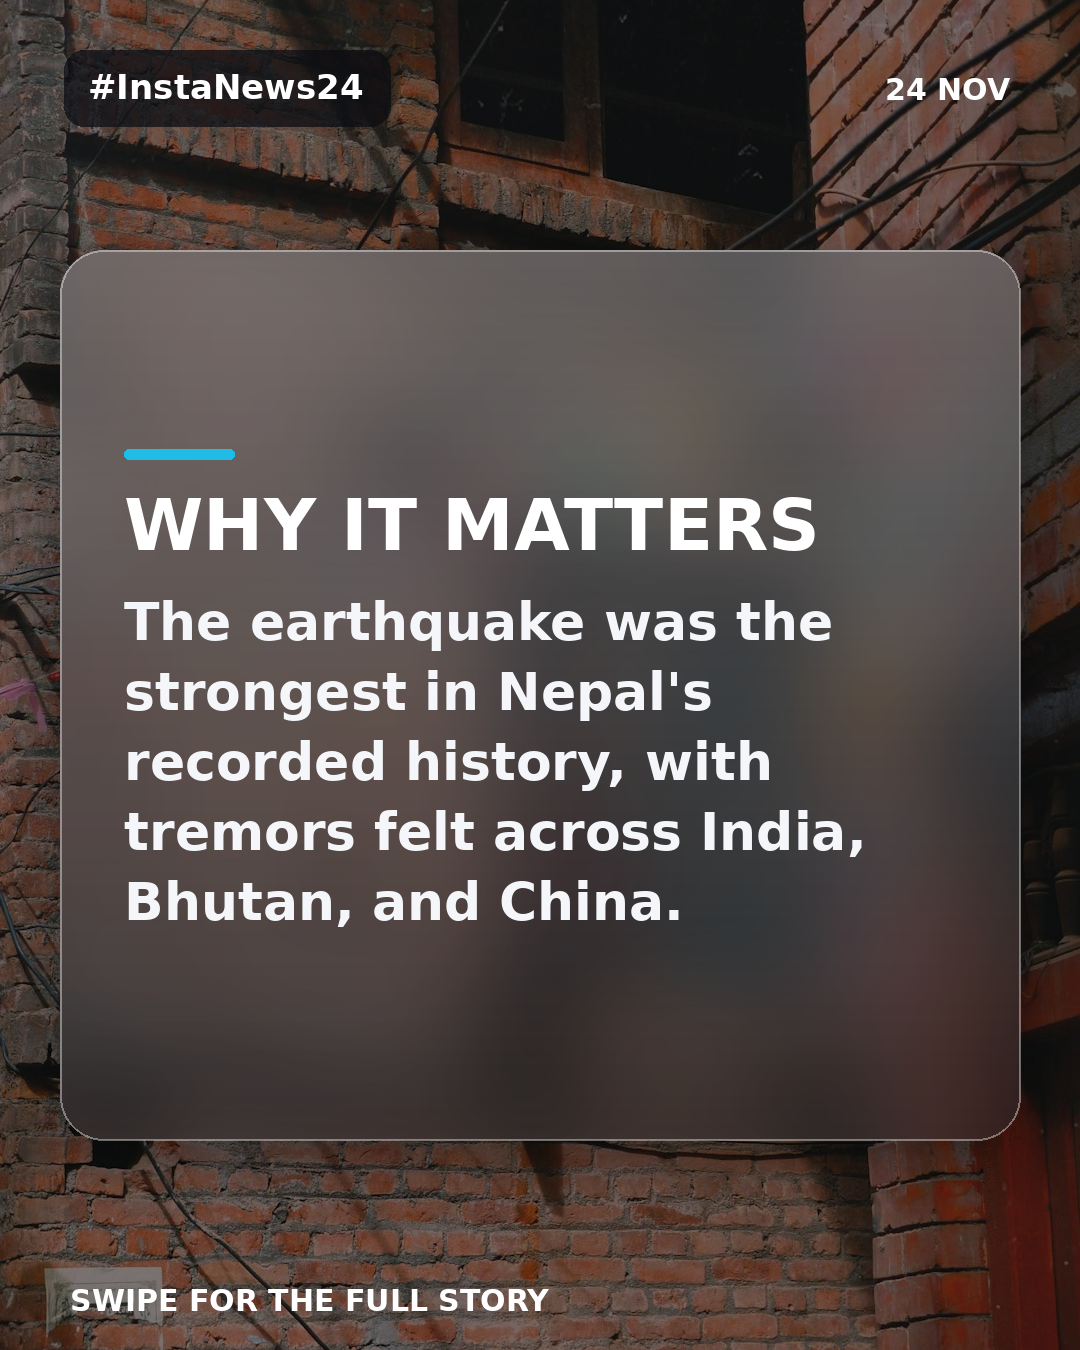 #InstaNews24
24 NOV
WHY IT MATTERS
The earthquake was the
strongest in Nepal's
recorded history, with
tremors felt across India,
Bhutan, and China.
SWIPE FOR THE FULL STORY